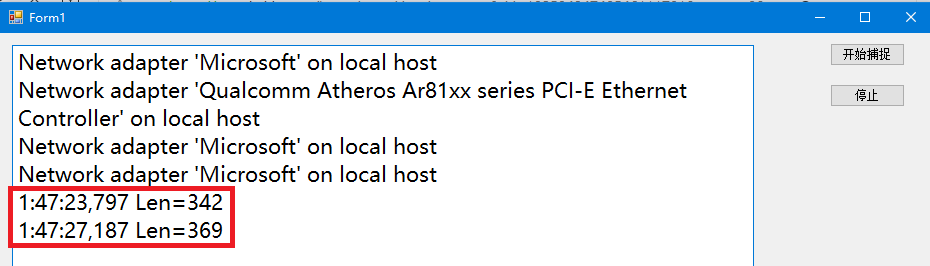 Form1
开始捕捉
Network adapter 'Microsoft' on local host
Network adapter 'Qualcomm Atheros Ar81xx series PCI-E Ethernet
Controller' on local host
停止
Network adapter 'Microsoft' on local host
Network adapter 'Microsoft' on local host
1:47:23,797 Len=342
1:47:27,187 Len=369